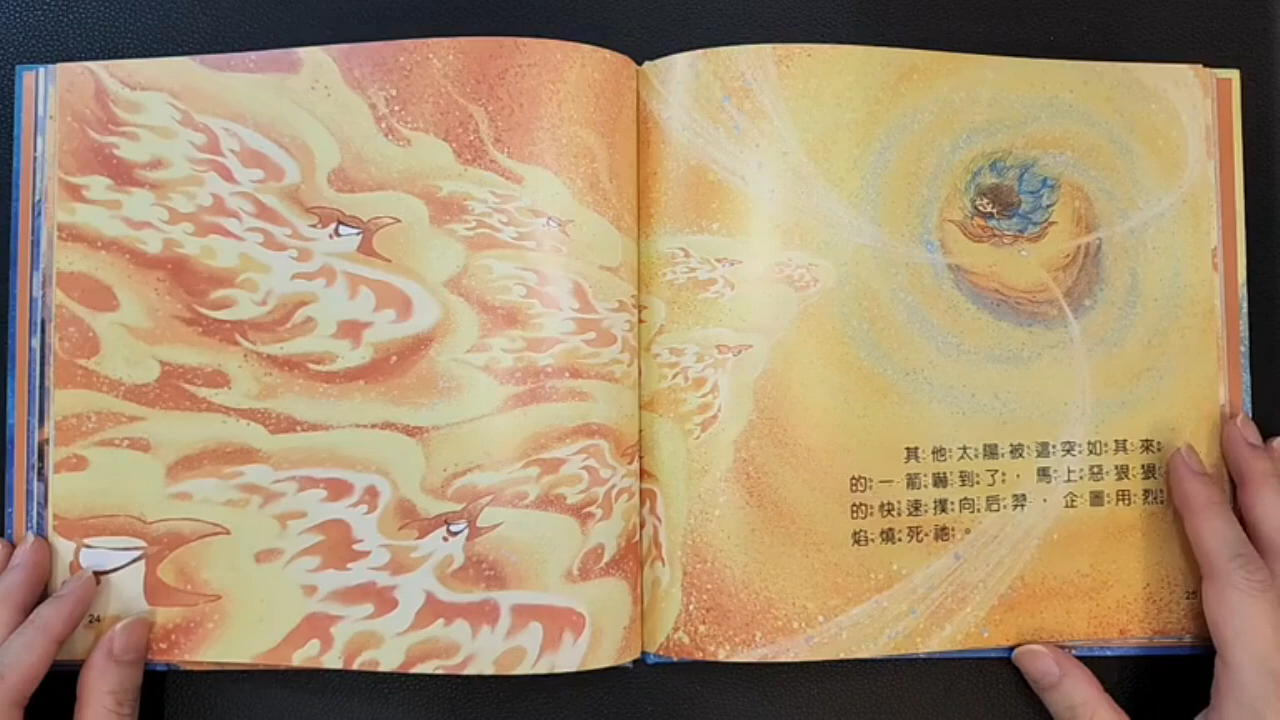 24
其他太陽被這突如其來
的一箭嚇到了，馬上惡狠狠
的快速撲向后羿，企圖用烈
焰燒死祂。
25